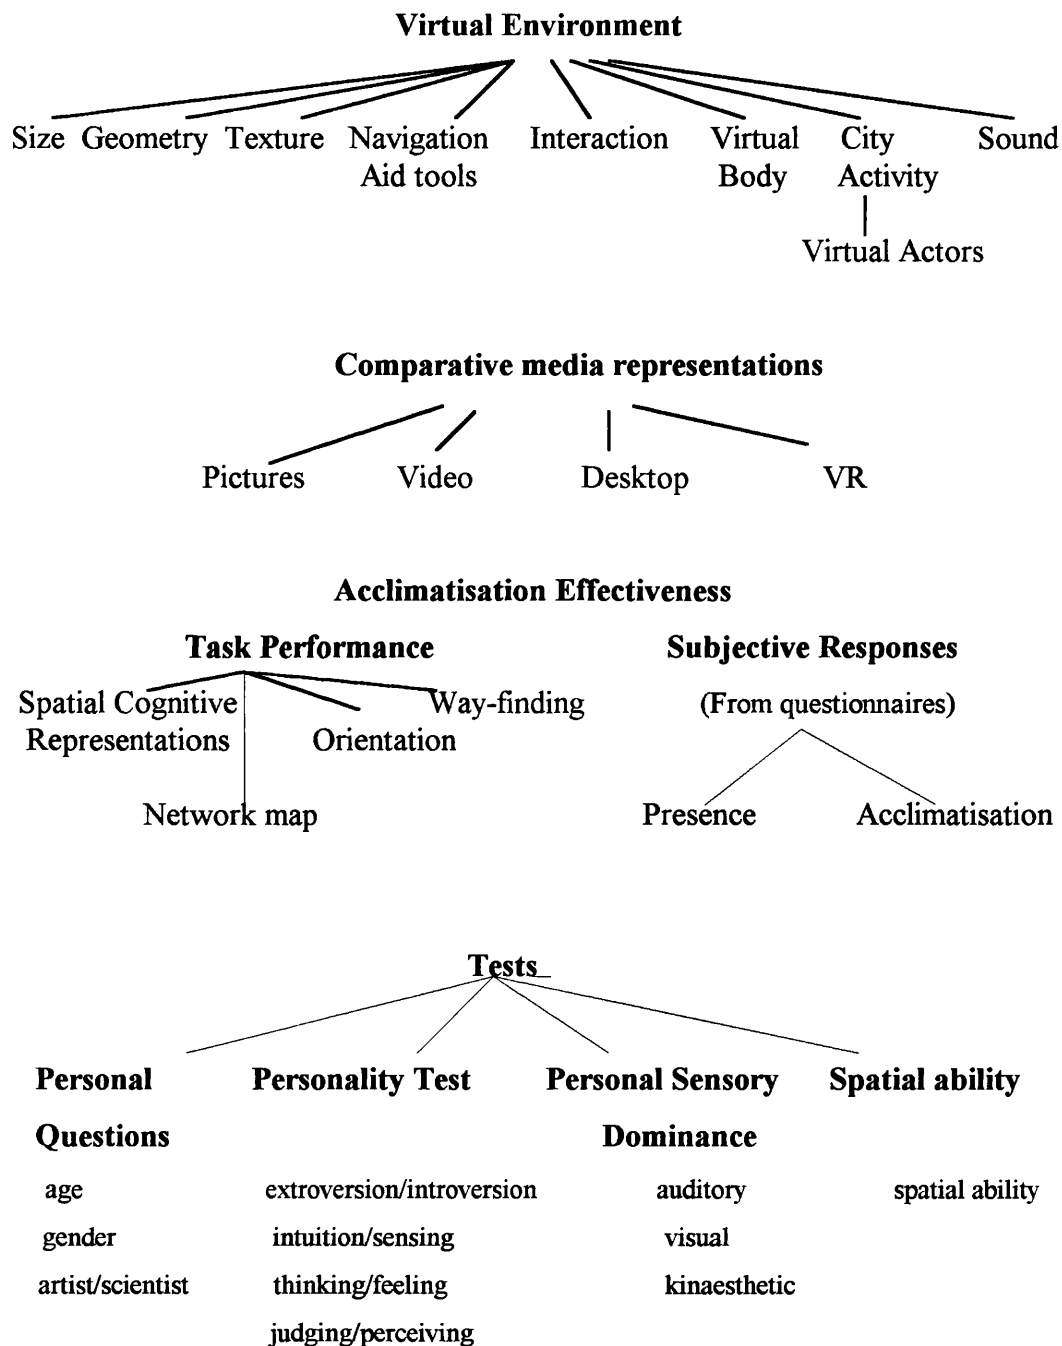 Virtual Environment
Size Geometry Texture Navigation Interaction Virtual City Sound
Aid tools Body Activity
Virtual Actors
Comparative media representations
Pictures Video Desktop VR
Acclimatisation Effectiveness
Task Performance Subjective Responses
Spatial Cognitive Way-finding (From questionnaires)
Representations Orientation
Network map Presence Acclimatisation
Tests
Personal Personality Test Personal Sensory Spatial ability
Questions Dominance
age extroversion/introversion auditory spatial ability
gender intuition/sensing visual
artist/scientist thinking/feeling kinaesthetic
judging/perceiving